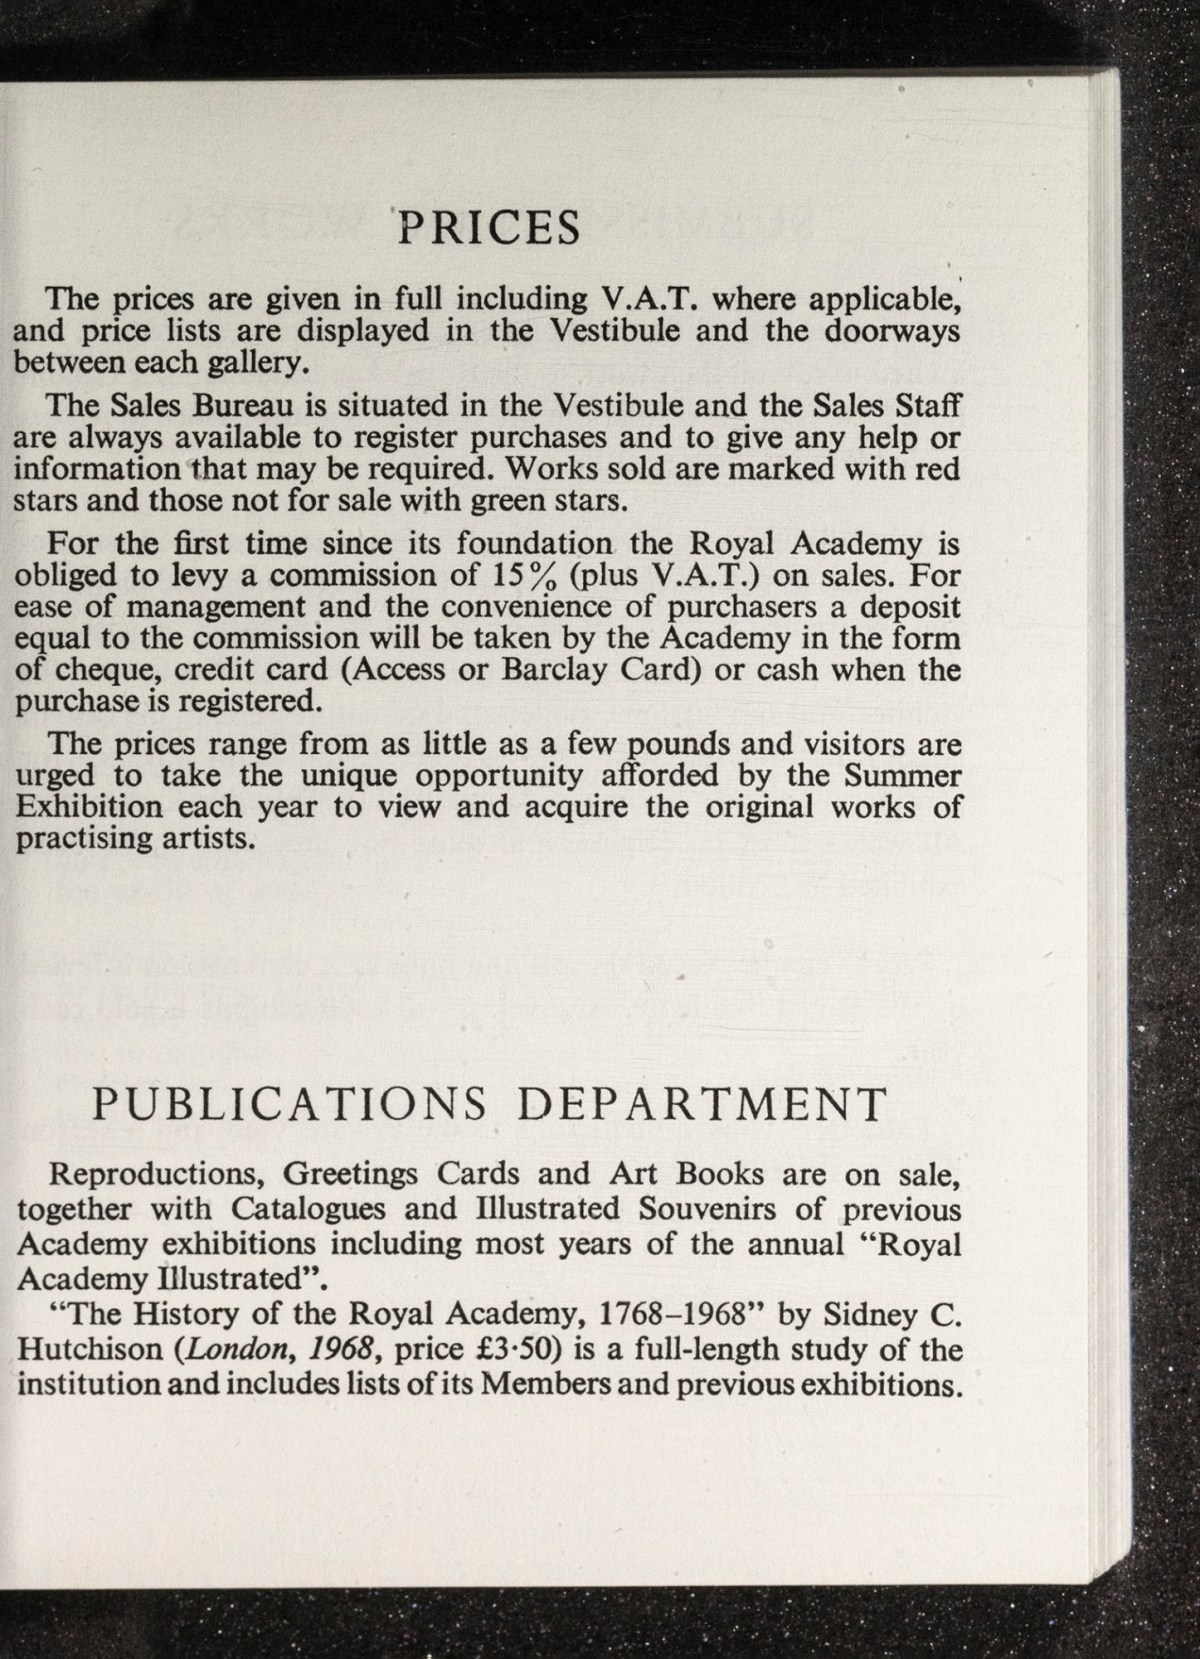 PRICES
The prices are given in full including V.A.T. where applicable,
and price lists are displayed in the Vestibule and the doorways
between each gallery.
The Sales Bureau is situated in the Vestibule and the Sales Staff
are always available to register purchases and to give any help or
information that may be required. Works sold are marked with red
stars and those not for sale with green stars.
For the first time since its foundation the Royal Academy is
obliged to levy a commission of 15% (plus V.A.T.) on sales. For
ease of management and the convenience of purchasers a deposit
equal to the commission will be taken by the Academy in the form
of cheque, credit card (Access or Barclay Card) or cash when the
purchase is registered.
The prices range from as little as a few pounds and visitors are
urged to take the unique opportunity afforded by the Summer
Exhibition each year to view and acquire the original works of
practising artists.
PUBLICATIONS DEPARTMENT
Reproductions, Greetings Cards and Art Books are on sale,
together with Catalogues and Illustrated Souvenirs of previous
Academy exhibitions including most years of the annual “Royal
Academy Illustrated”.
“The History of the Royal Academy, 1768–1968” by Sidney C.
Hutchison (London, 1968, price £3·50) is a full-length study of the
institution and includes lists of its Members and previous exhibitions.